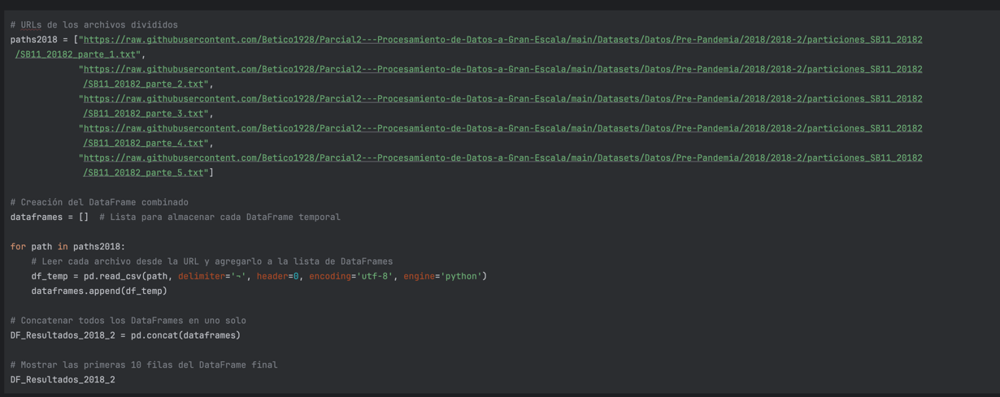 # URLs de los archivos divididos
paths2018 = ["https://raw.githubusercontent.com/Betico1928/Parcial2---Procesamiento-de-Datos-a-Gran-Escala/main/Datasets/Datos/Pre-Pandemia/2018/2018-2/particiones_SB11_20182
/SB11_20182_parte_1.txt",
"https://raw.githubusercontent.com/Betico1928/Parcial2---Procesamiento-de-Datos-a-Gran-Escala/main/Datasets/Datos/Pre-Pandemia/2018/2018-2/particiones_SB11_20182
/SB11_20182_parte_2.txt",
"https://raw.githubusercontent.com/Betico1928/Parcial2---Procesamiento-de-Datos-a-Gran-Escala/main/Datasets/Datos/Pre-Pandemia/2018/2018-2/particiones_SB11_20182
/SB11_20182_parte_3.txt",
"https://raw.githubusercontent.com/Betico1928/Parcial2---Procesamiento-de-Datos-a-Gran-Escala/main/Datasets/Datos/Pre-Pandemia/2018/2018-2/particiones_SB11_20182
/SB11_20182_parte_4.txt",
"https://raw.githubusercontent.com/Betico1928/Parcial2---Procesamiento-de-Datos-a-Gran-Escala/main/Datasets/Datos/Pre-Pandemia/2018/2018-2/particiones_SB11_20182
/SB11_20182_parte_5.txt"]
# Creación del DataFrame combinado
dataframes = []  # Lista para almacenar cada DataFrame temporal
for path in paths2018:
    # Leer cada archivo desde la URL y agregarlo a la lista de DataFrames
    df_temp = pd.read_csv(path, delimiter='¬', header=0, encoding='utf-8', engine='python')
    dataframes.append(df_temp)
# Concatenar todos los DataFrames en uno solo
DF_Resultados_2018_2 = pd.concat(dataframes)
# Mostrar las primeras 10 filas del DataFrame final
DF_Resultados_2018_2